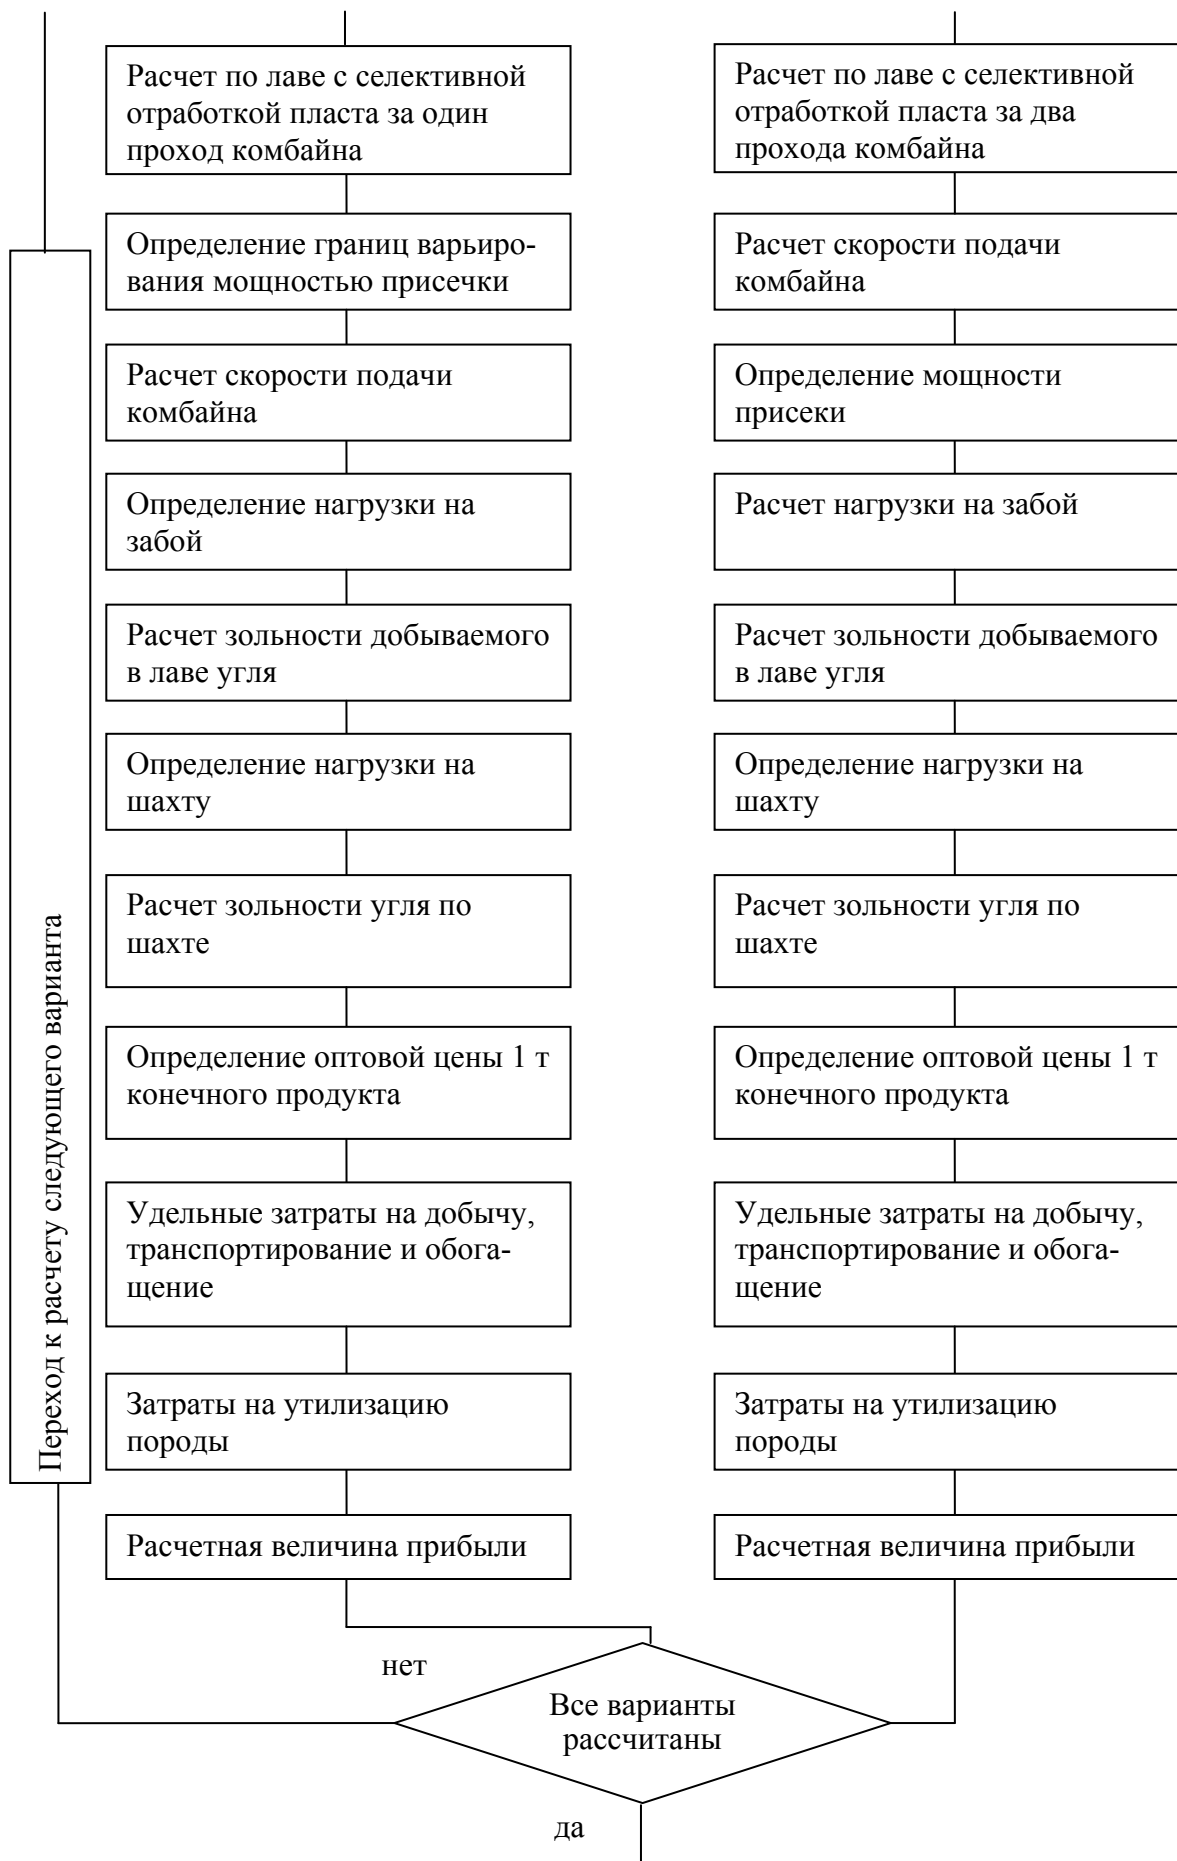 Расчет по лаве с селективной
отработкой пласта за один
проход комбайна
Определение границ варьиро-
вания мощностью присечки
Расчет скорости подачи
комбайна
Определение нагрузки на
забой
Расчет зольности добываемого
в лаве угля
Определение нагрузки на
шахту
Расчет зольности угля по
шахте
Определение оптовой цены 1 т
конечного продукта
Удельные затраты на добычу,
транспортирование и обога-
щение
Затраты на утилизацию
породы
Расчетная величина прибыли
Расчет по лаве с селективной
отработкой пласта за два
прохода комбайна
Расчет скорости подачи
комбайна
Определение мощности
присеки
Расчет нагрузки на забой
Расчет зольности добываемого
в лаве угля
Определение нагрузки на
шахту
Расчет зольности угля по
шахте
Определение оптовой цены 1 т
конечного продукта
Удельные затраты на добычу,
транспортирование и обога-
щение
Затраты на утилизацию
породы
Расчетная величина прибыли
Переход к расчету следующего варианта
нет
Все варианты
рассчитаны
да